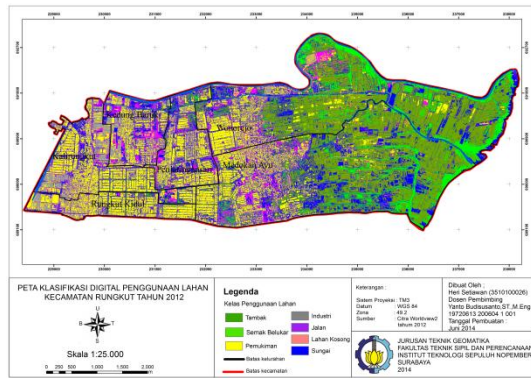 Kedung Baruk
Wonorejo
Kalirungkut
Penjaringansari
Medokan Ayu
Rungkut Kidul
PETA KLASIFIKASI DIGITAL PENGGUNAAN LAHAN
KECAMATAN RUNGKUT TAHUN 2012
U
B
T
S
Skala 1:25.000
Legenda
Kelas Penggunaan Lahan
Tambak
Semak Belukar
Pemukiman
Batas kelurahan
Batas kecamatan
Industri
Jalan
Lahan Kosong
Sungai
Keterangan :
Sistem Proyeksi : TM3
Datum WGS 84
Zona : 49.2
Sumber Citra Worldview2
tahun 2012
Dibuat Oleh ;
Heri Setiawan (3510100026)
Dosen Pembimbing
Yanto Budisusanto,ST.,M.Eng
19720613 200604 1 001
Tanggal Pembuatan :
Juni 2014
JURUSAN TEKNIK GEOMATIKA
FAKULTAS TEKNIK SIPIL DAN PERENCANAAN
INSTITUT TEKNOLOGI SEPULUH NOPEMBER
SURABAYA
2014